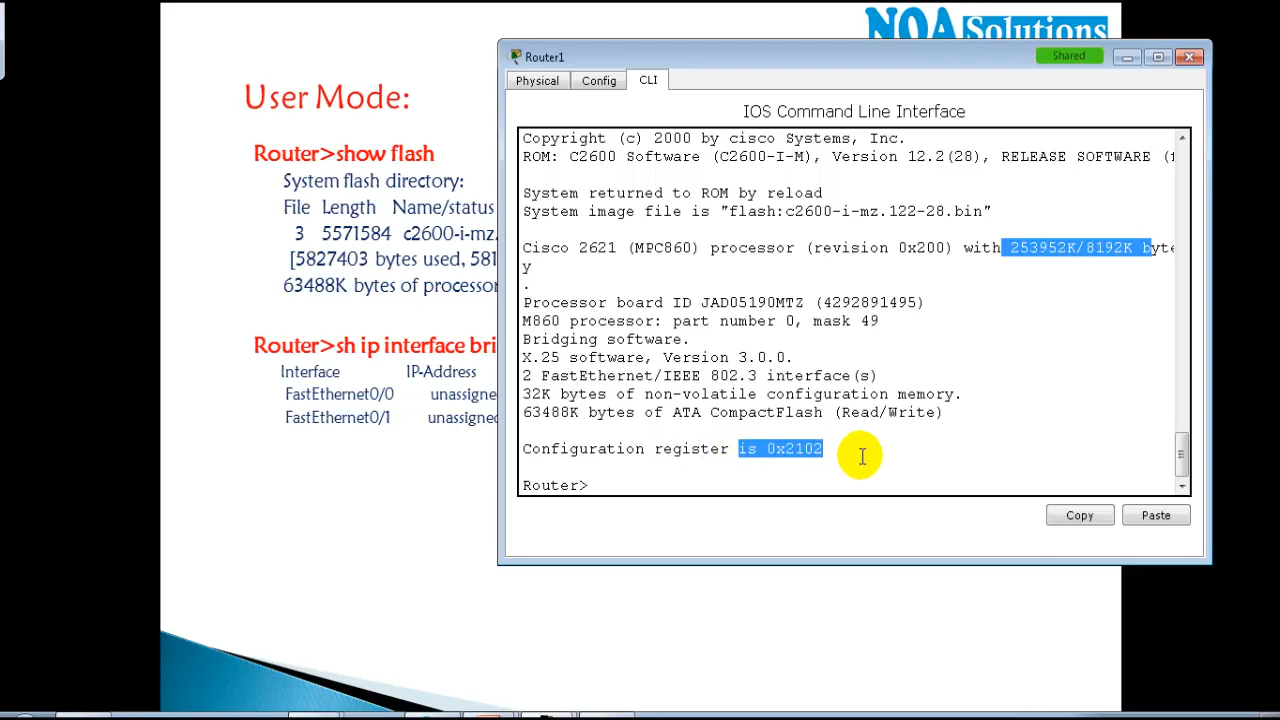 NOA Solutions
User Mode:
Router>show flash
System flash directory:
File Length Name/status
3 5571584 c2600-i-mz.
[5827403 bytes used, 581
63488K bytes of processor
Router>sh ip interface bri
Interface IP-Address
FastEthernet0/0 unassigne
FastEthernet0/1 unassigne
Router1
Shared
Physical Config CLI
IOS Command Line Interface
Copyright (c) 2000 by cisco Systems, Inc.
ROM: C2600 Software (C2600-I-M), Version 12.2(28), RELEASE SOFTWARE (f
System returned to ROM by reload
System image file is "flash:c2600-i-mz.122-28.bin"
Cisco 2621 (MPC860) processor (revision 0x200) with 253952K/8192K byte
y
.
Processor board ID JAD05190MTZ (4292891495)
M860 processor: part number 0, mask 49
Bridging software.
X.25 software, Version 3.0.0.
2 FastEthernet/IEEE 802.3 interface(s)
32K bytes of non-volatile configuration memory.
63488K bytes of ATA CompactFlash (Read/Write)
Configuration register is 0x2102
Router>
Copy Paste